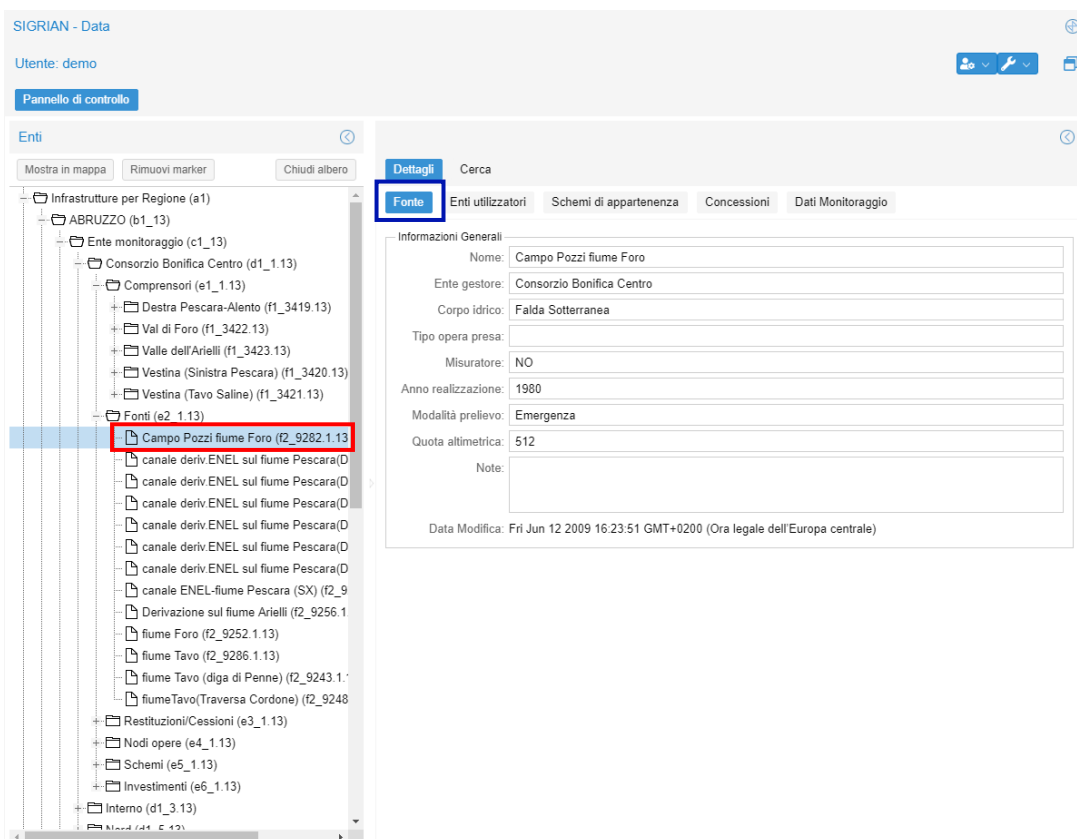 SIGRIAN - Data
Utente: demo
Pannello di controllo
Enti
Mostra in mappa Rimuovi marker Chiudi albero
Infrastrutture per Regione (a1)
ABRUZZO (b1_13)
Ente monitoraggio (c1_13)
Consorzio Bonifica Centro (d1_1.13)
Comprensori (e1_1.13)
Destra Pescara-Alento (f1_3419.13)
Val di Foro (f1_3422.13)
Valle dell'Arielli (f1_3423.13)
Vestina (Sinistra Pescara) (f1_3420.13)
Vestina (Tavo Saline) (f1_3421.13)
Fonti (e2_1.13)
Campo Pozzi fiume Foro (f2_9282.1.13
canale deriv.ENEL sul fiume Pescara(D
canale deriv.ENEL sul fiume Pescara(D
canale deriv.ENEL sul fiume Pescara(D
canale deriv.ENEL sul fiume Pescara(D
canale deriv.ENEL sul fiume Pescara(D
canale deriv.ENEL sul fiume Pescara(D
canale ENEL-fiume Pescara (SX) (f2_9
Derivazione sul fiume Arielli (f2_9256.1.
fiume Foro (f2_9252.1.13)
fiume Tavo (f2_9286.1.13)
fiume Tavo (diga di Penne) (f2_9243.1.1
fiumeTavo(Traversa Cordone) (f2_9248
Restituzioni/Cessioni (e3_1.13)
Nodi opere (e4_1.13)
Schemi (e5_1.13)
Investimenti (e6_1.13)
Interno (d1_3.13)
Nord (d1_5.13)
Dettagli Cerca
Fonte Enti utilizzatori Schemi di appartenenza Concessioni Dati Monitoraggio
Informazioni Generali
Nome: Campo Pozzi fiume Foro
Ente gestore: Consorzio Bonifica Centro
Corpo idrico: Falda Sotterranea
Tipo opera presa:
Misuratore: NO
Anno realizzazione: 1980
Modalità prelievo: Emergenza
Quota altimetrica: 512
Note:
Data Modifica: Fri Jun 12 2009 16:23:51 GMT+0200 (Ora legale dell'Europa centrale)